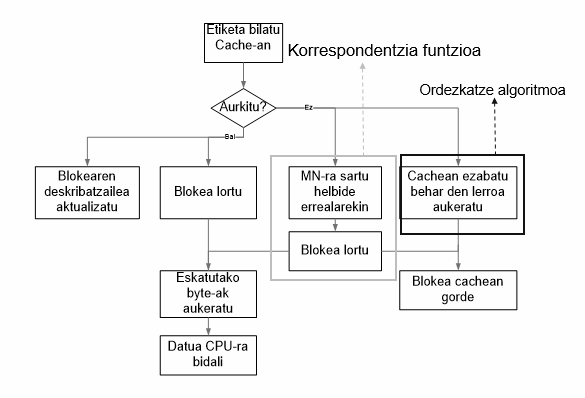 Etiketa bilatu
Cache-an
Korrespondentzia funtzioa
Ordezkatze algoritmoa
Aurkitu?
Ez
Bai
Blokearen
deskribatzailea
aktualizatu
Blokea lortu
MN-ra sartu
helbide
errealarekin
Cachean ezabatu
behar den lerroa
aukeratu
Blokea lortu
Eskatutako
byte-ak
aukeratu
Blokea cachean
gorde
Datua CPU-ra
bidali